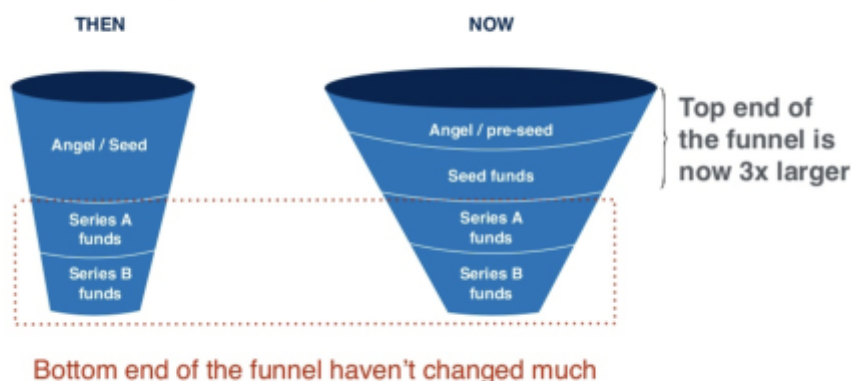 THEN
NOW
Angel / Seed
Series A
funds
Series B
funds
Angel / pre-seed
Seed funds
Series A
funds
Series B
funds
Top end of
the funnel is
now 3x larger
Bottom end of the funnel haven't changed much